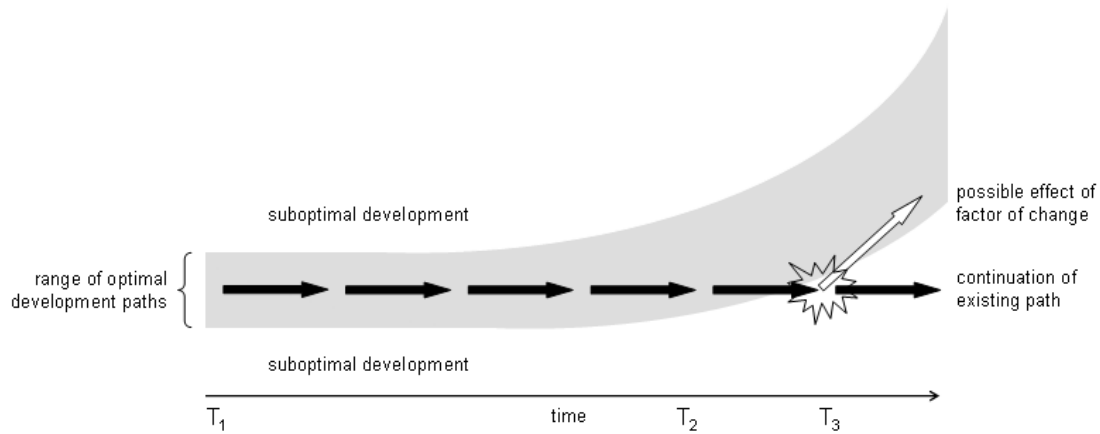 suboptimal development
possible effect of
factor of change
range of optimal
development paths
continuation of
existing path
suboptimal development
T1 time T2 T3